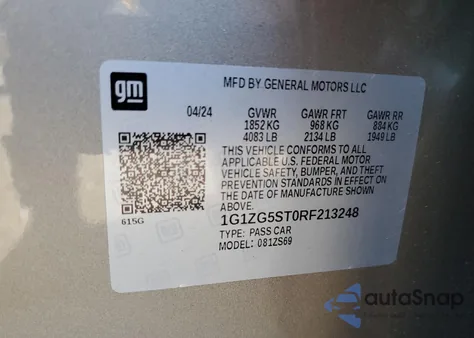 gm
MFD BY GENERAL MOTORS LLC
04/24 GVWR GAWR FRT GAWR RR
1852 KG 968 KG 884 KG
4083 LB 2134 LB 1949 LB
THIS VEHICLE CONFORMS TO ALL
APPLICABLE U.S. FEDERAL MOTOR
VEHICLE SAFETY, BUMPER, AND THEFT
PREVENTION STANDARDS IN EFFECT ON
THE DATE OF MANUFACTURE SHOWN
ABOVE.
615G
1G1ZG5ST0RF213248
TYPE: PASS CAR
MODEL: 081ZS69
autaSnap